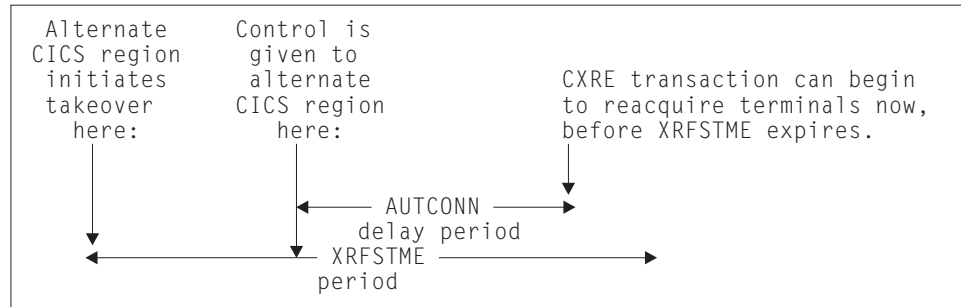 Alternate
CICS region
initiates
takeover
here:
Control is
given to
alternate
CICS region
here:
CXRE transaction can begin
to reacquire terminals now,
before XRFSTME expires.
AUTCONN
delay period
XRFSTME
period